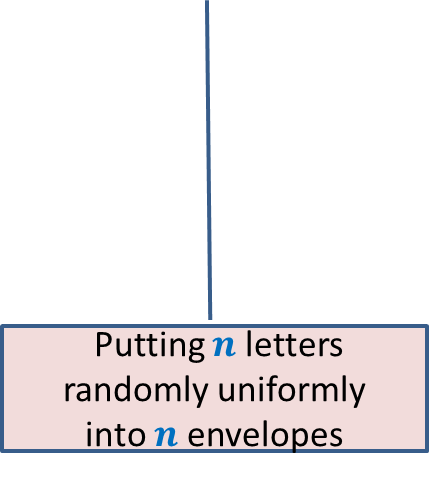 Putting n letters
randomly uniformly
into n envelopes